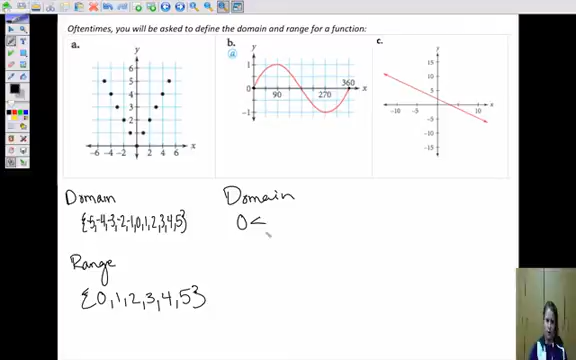 Oftentimes, you will be asked to define the domain and range for a function:
a.
b.
c.
y
6
5
4
3
2
1
-6 -4 -2 0 2 4 6 x
a
y
1
0
-1
90
270
360
x
y
15
10
5
-5
-10
-15
-10 -5 5 10 x
Domain
{-5,-4,-3,-2,-1,0,1,2,3,4,5}
Range
{0,1,2,3,4,5}
Domain
0<